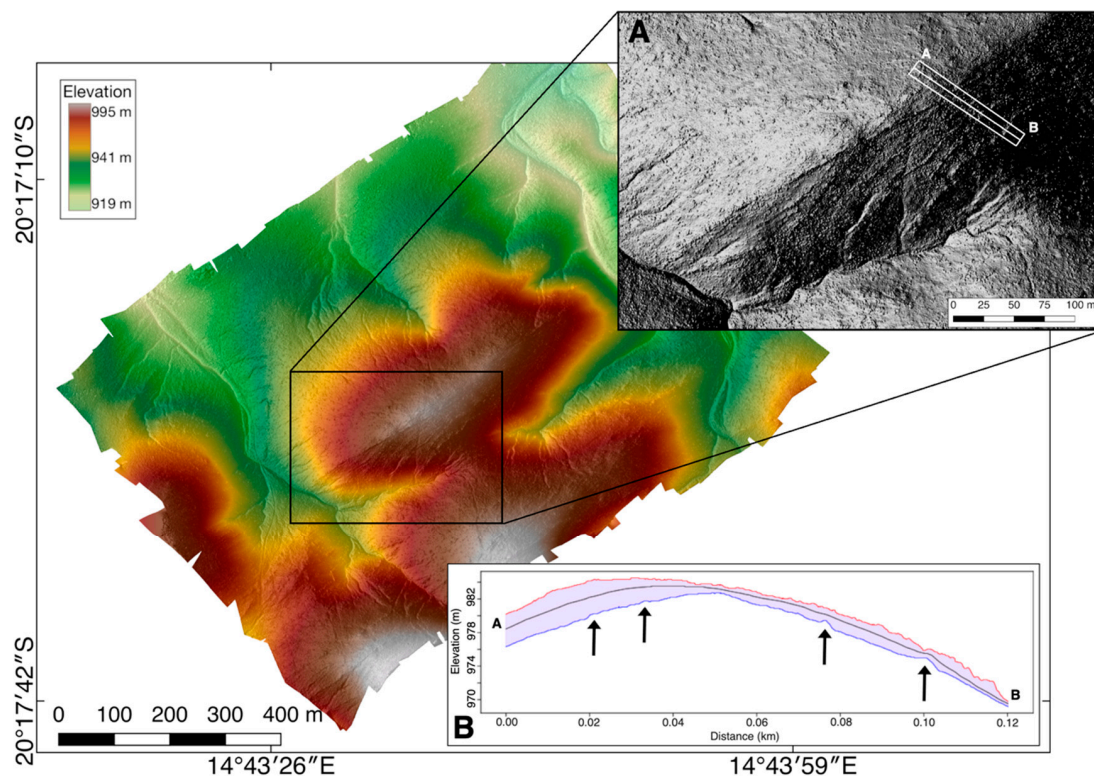 Elevation
995 m
941 m
919 m
20°17′10″S
20°17′42″S
14°43′26″E
14°43′59″E
0 100 200 300 400 m
A
A
B
0 25 50 75 100 m
B
Elevation (m)
982
978
974
970
A
B
0.00 0.02 0.04 0.06 0.08 0.10 0.12
Distance (km)